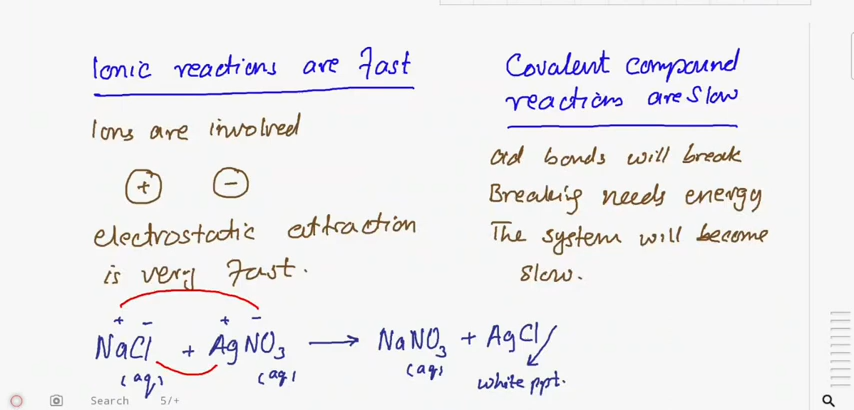 Ionic reactions are Fast
Ions are involved
+ −
electrostatic attraction
is very Fast.
Covalent compound
reactions are slow
old bonds will break
Breaking needs energy
The system will become
slow.
+ − + −
NaCl + AgNO₃ → NaNO₃ + AgCl
(aq) (aq) (aq) white ppt.
Search 5/+